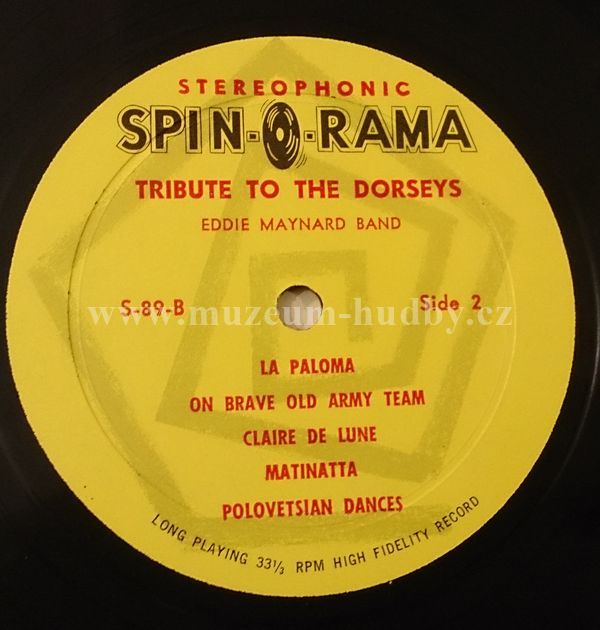 STEREOPHONIC
SPIN-O-RAMA
TRIBUTE TO THE DORSEYS
EDDIE MAYNARD BAND
S-89-B Side 2
www.muzeum-hudby.cz
LA PALOMA
ON BRAVE OLD ARMY TEAM
CLAIRE DE LUNE
MATINATTA
POLOVETSIAN DANCES
LONG PLAYING 33⅓ RPM HIGH FIDELITY RECORD